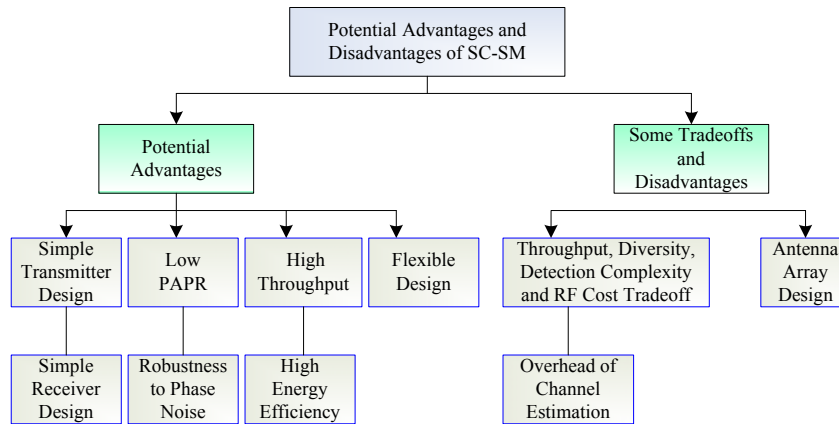 Potential Advantages and
Disadvantages of SC-SM
Potential
Advantages
Some Tradeoffs
and
Disadvantages
Simple
Transmitter
Design
Low
PAPR
High
Throughput
Flexible
Design
Throughput, Diversity,
Detection Complexity
and RF Cost Tradeoff
Antenna
Array
Design
Simple
Receiver
Design
Robustness
to Phase
Noise
High
Energy
Efficiency
Overhead of
Channel
Estimation